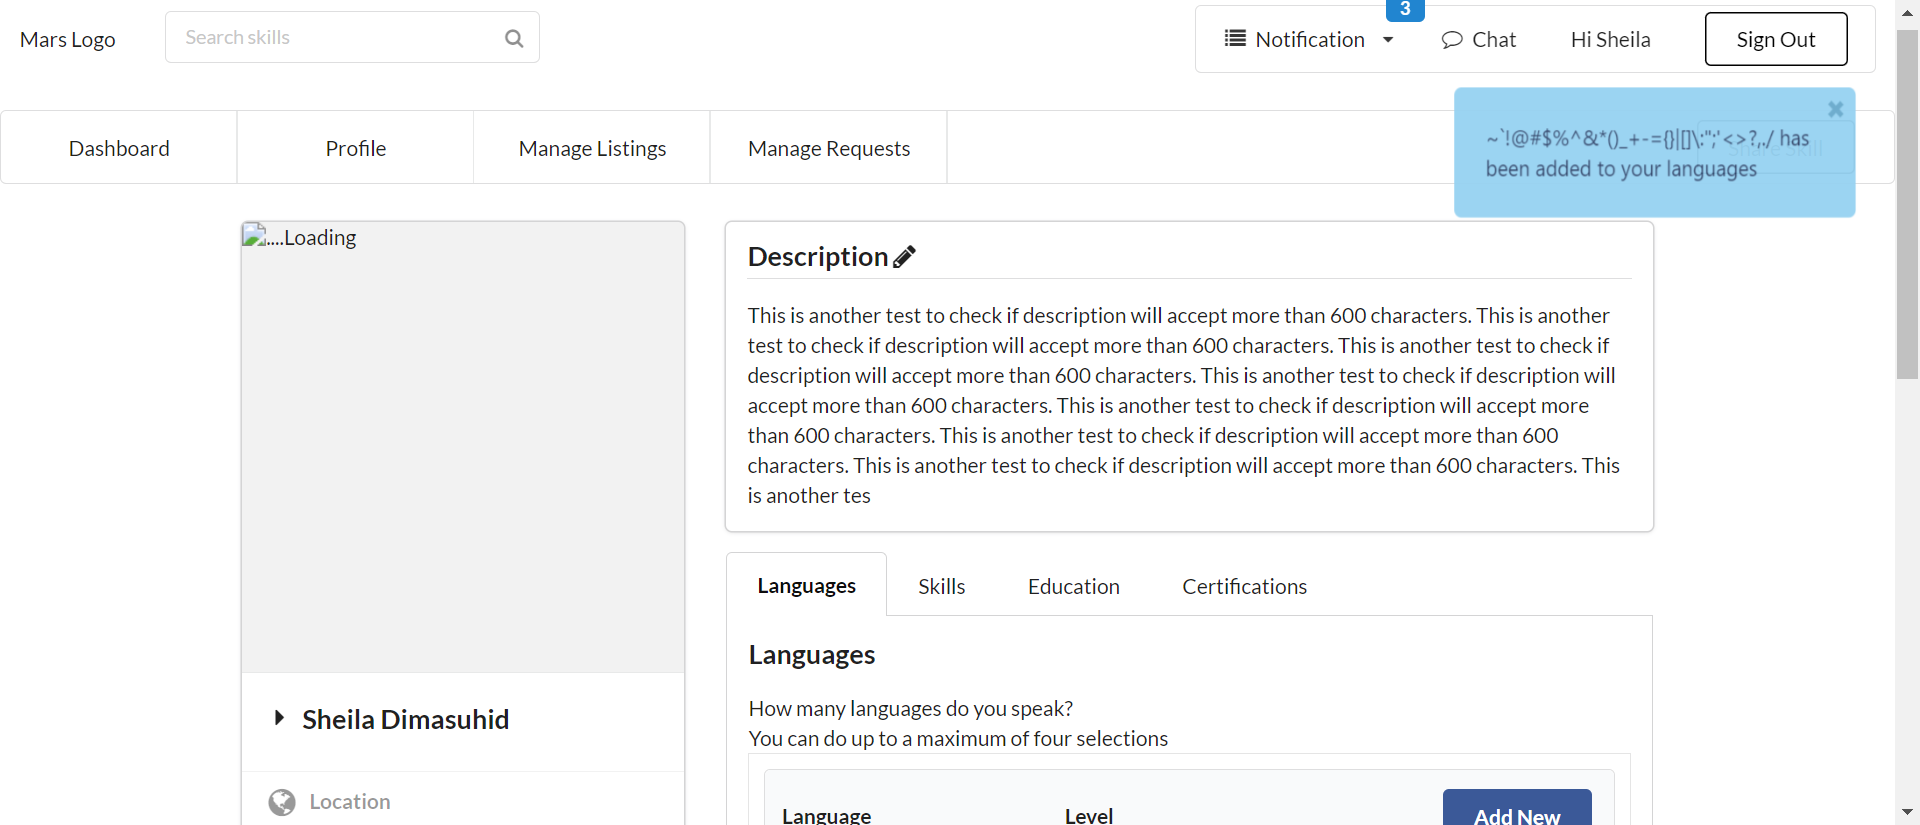 Mars Logo
Search skills
3
Notification
Chat
Hi Sheila
Sign Out
Dashboard
Profile
Manage Listings
Manage Requests
Share Skill
~`!@#$%^&*()_+-={}|[]\:";'<>?,./ has
been added to your languages
....Loading
Description
This is another test to check if description will accept more than 600 characters. This is another
test to check if description will accept more than 600 characters. This is another test to check if
description will accept more than 600 characters. This is another test to check if description will
accept more than 600 characters. This is another test to check if description will accept more
than 600 characters. This is another test to check if description will accept more than 600
characters. This is another test to check if description will accept more than 600 characters. This
is another tes
Languages
Skills
Education
Certifications
Languages
How many languages do you speak?
You can do up to a maximum of four selections
Language
Level
Add New
Sheila Dimasuhid
Location